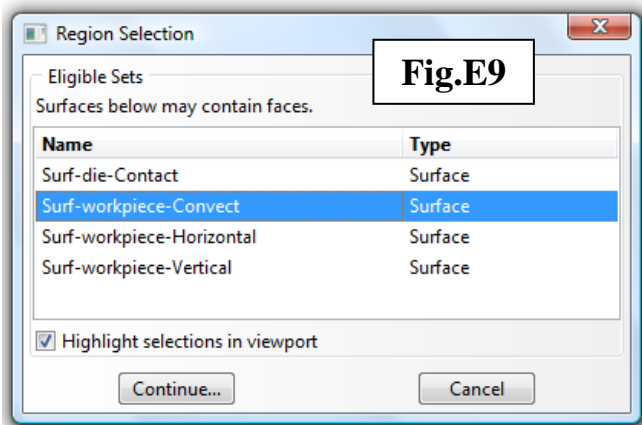 Region Selection
Fig.E9
Eligible Sets
Surfaces below may contain faces.
Name Type
Surf-die-Contact Surface
Surf-workpiece-Convect Surface
Surf-workpiece-Horizontal Surface
Surf-workpiece-Vertical Surface
Highlight selections in viewport
Continue... Cancel